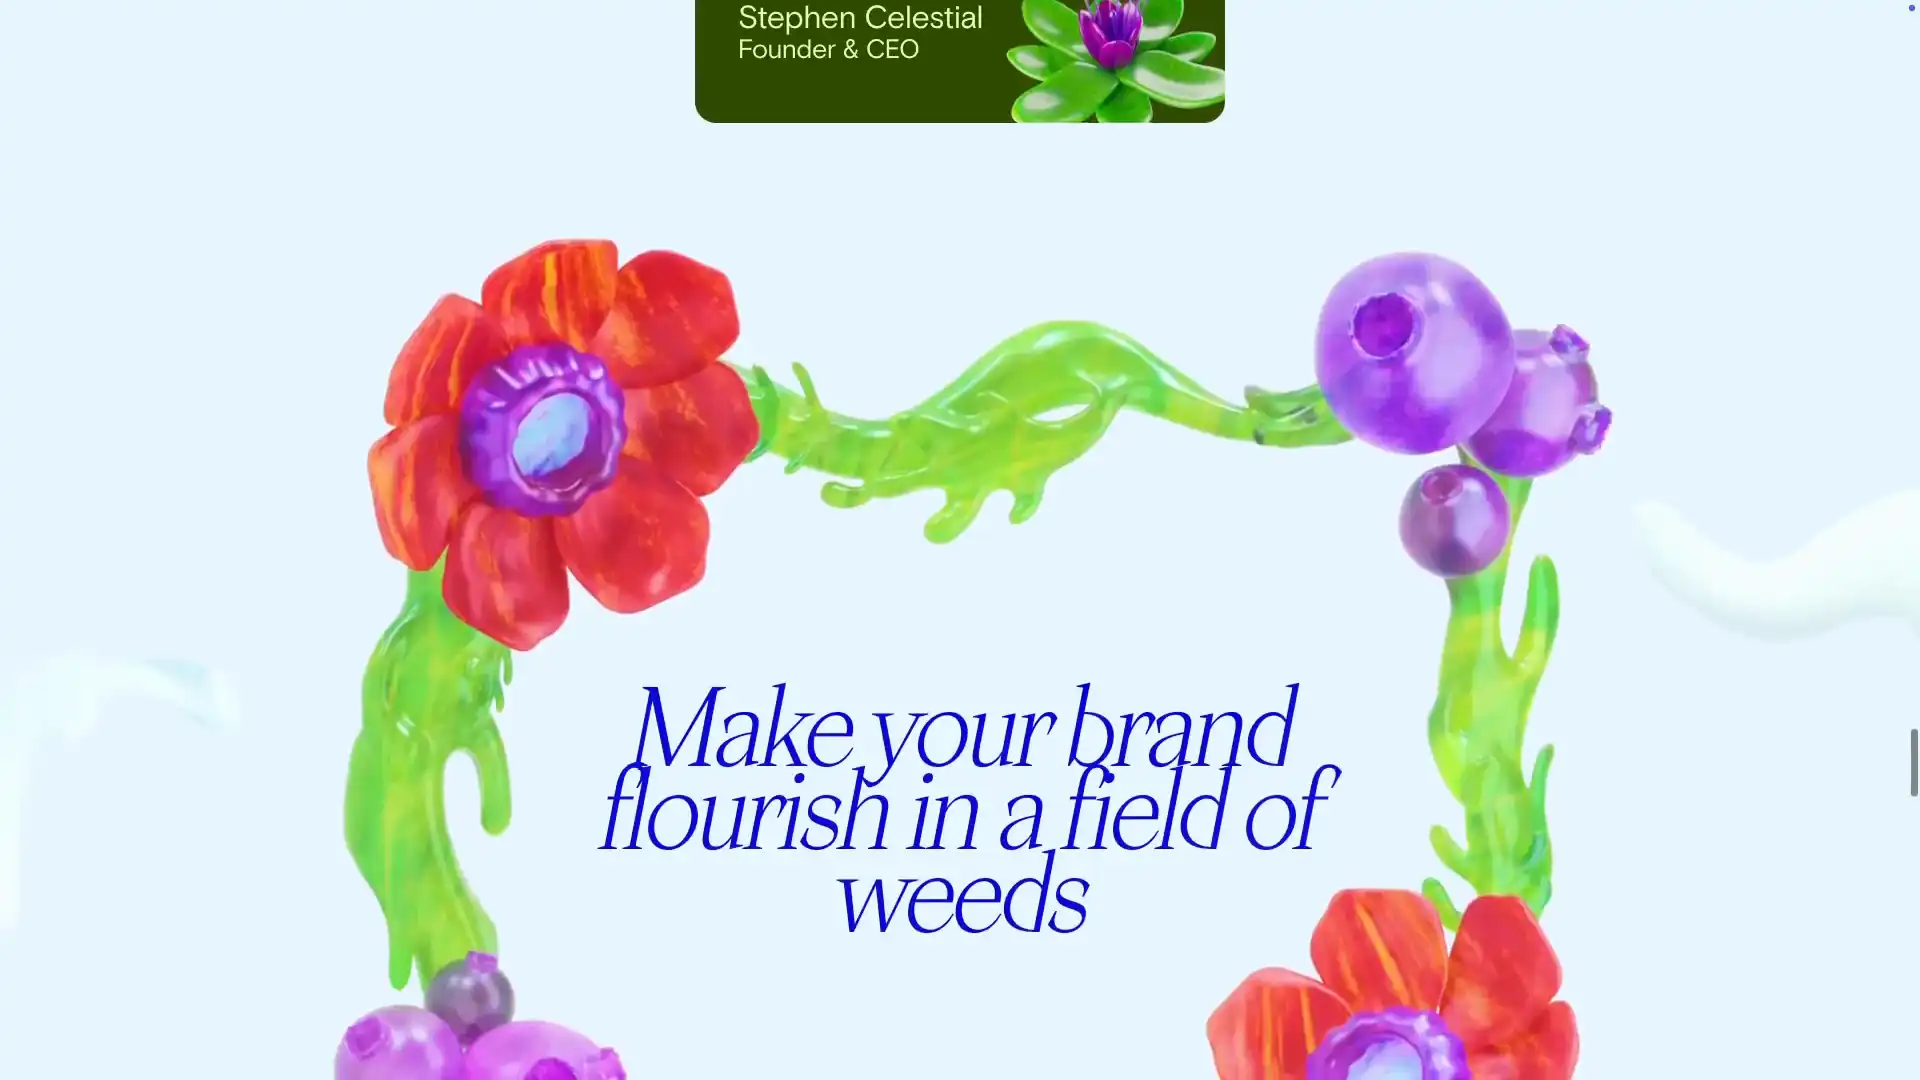 Stephen Celestial
Founder & CEO
Make your brand
flourish in a field of
weeds